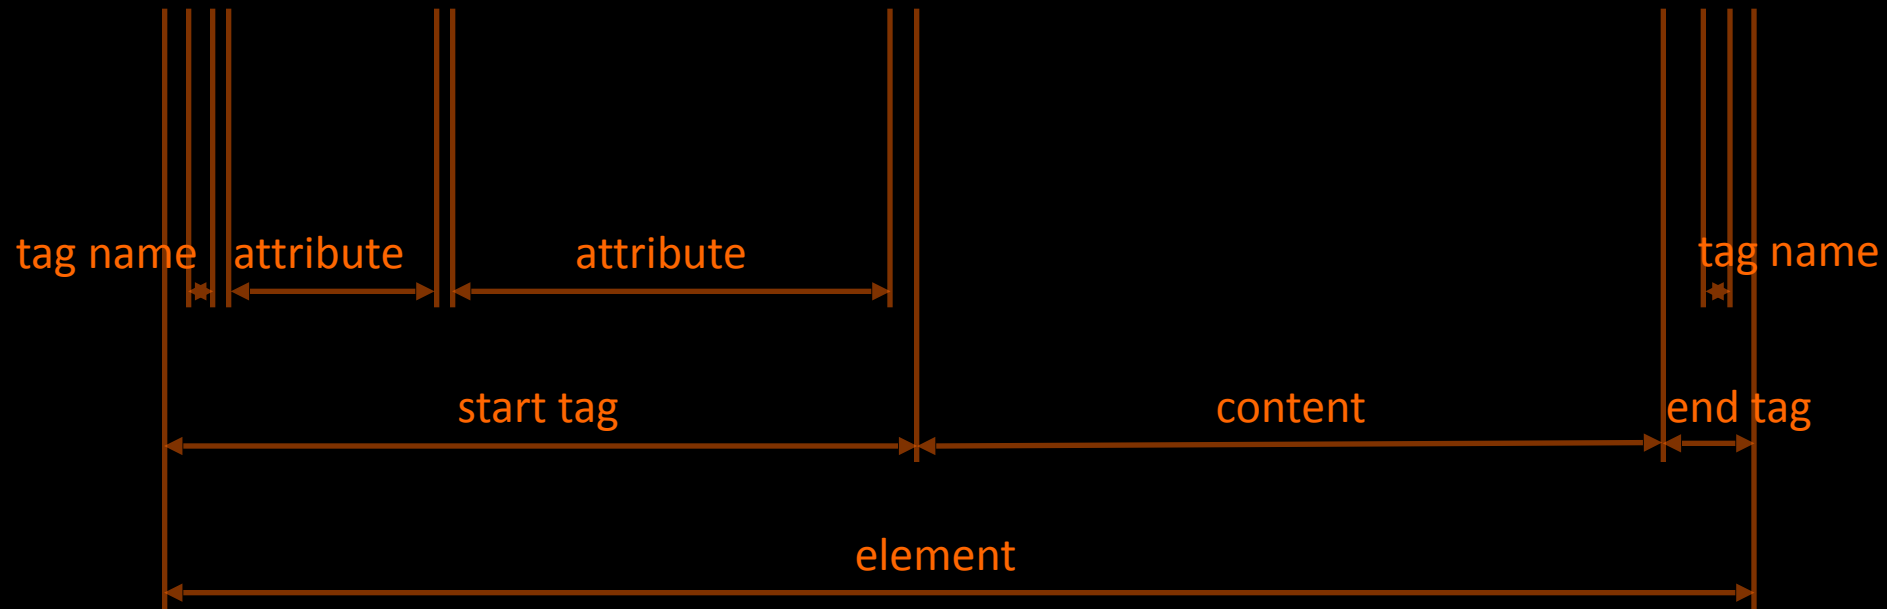 tag name attribute attribute tag name
start tag content end tag
element